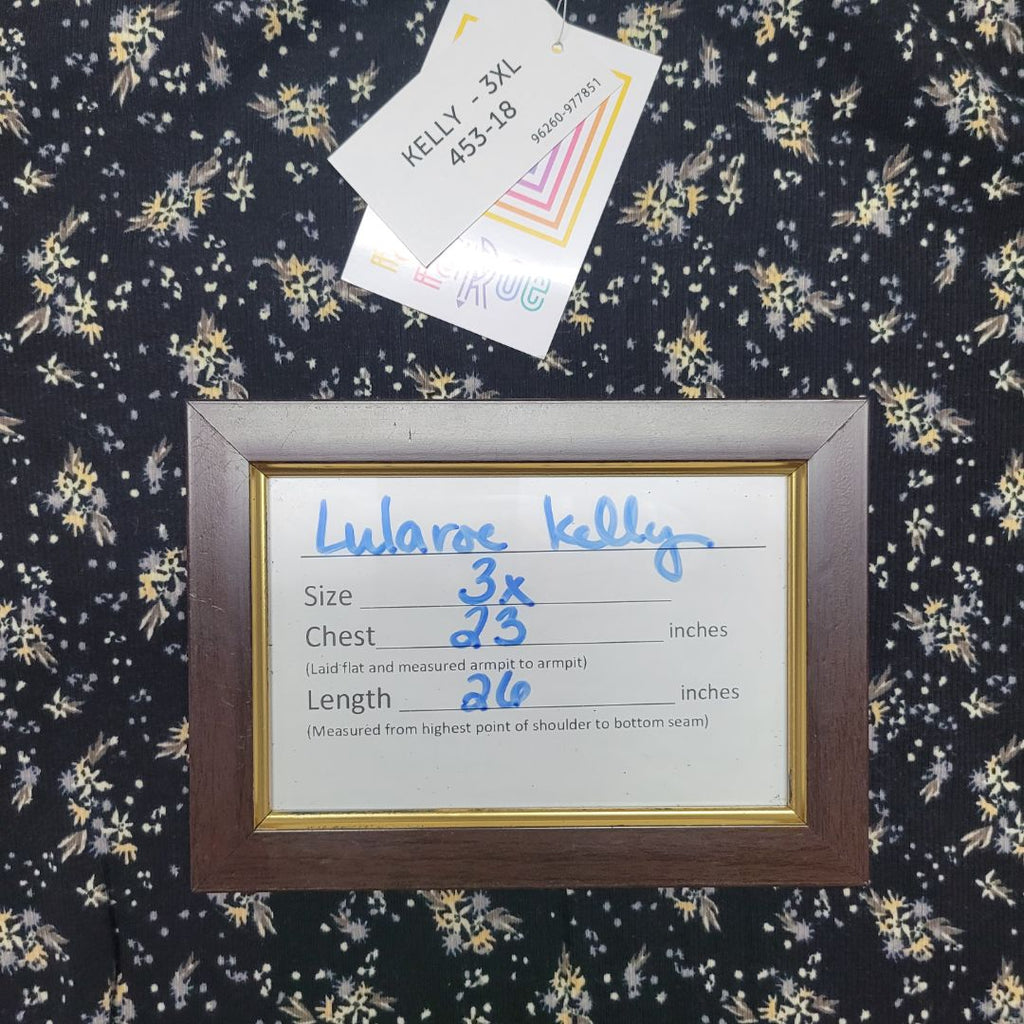 KELLY - 3XL
453-18
96260-977851
Lularoe Kelly
Size 3x
Chest 23 inches
(Laid flat and measured armpit to armpit)
Length 26 inches
(Measured from highest point of shoulder to bottom seam)